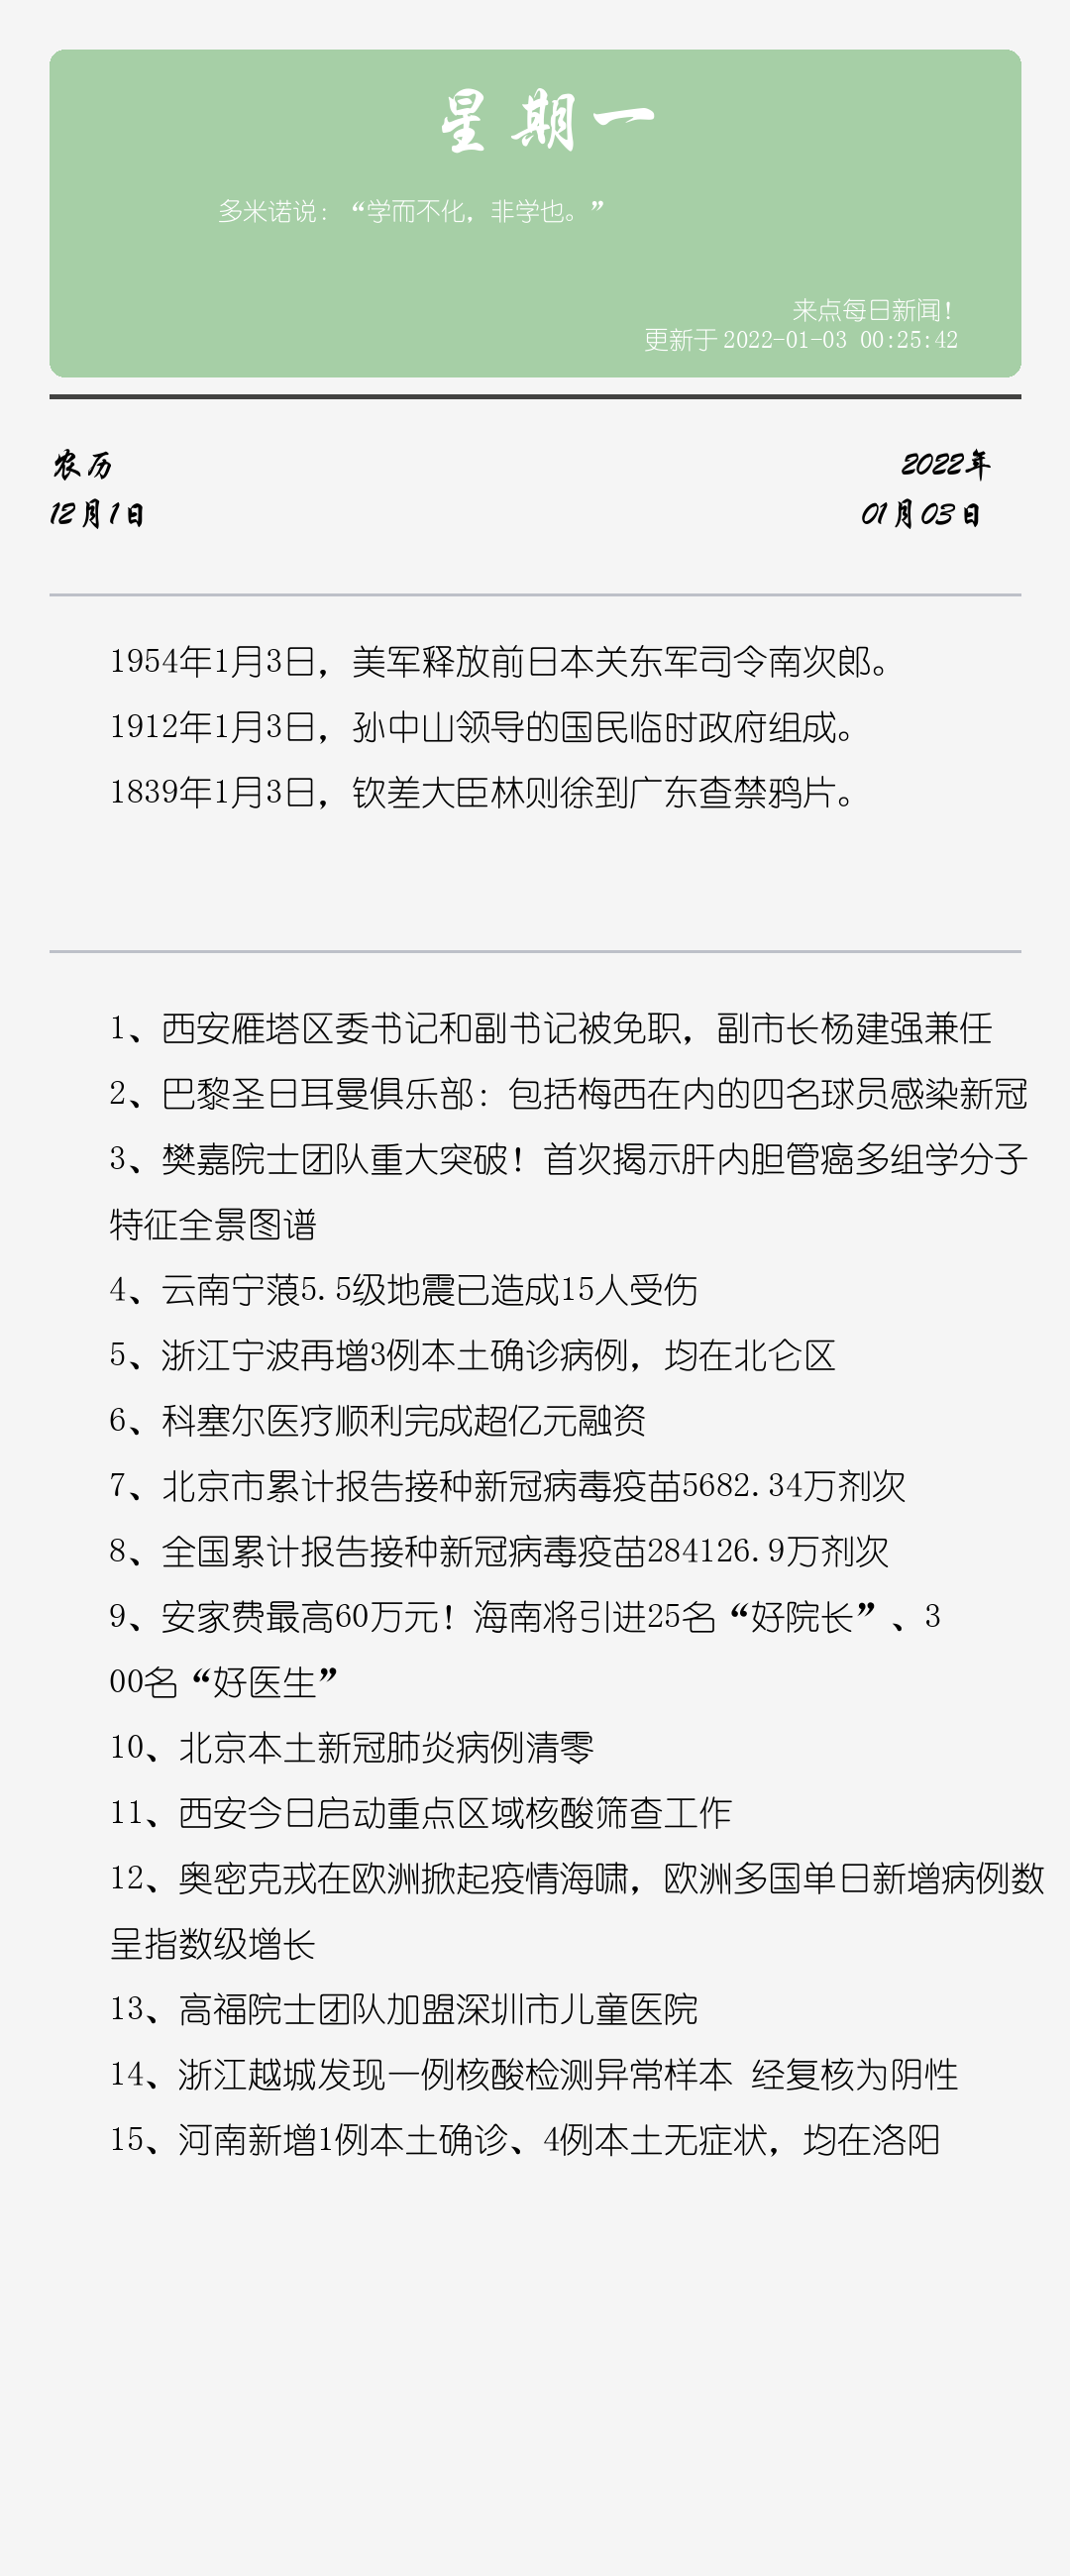 星期一
多米诺说：“学而不化，非学也。”
来点每日新闻！
更新于2022-01-03 00:25:42
农历
2022年
12月1日
01月03日
1954年1月3日，美军释放前日本关东军司令南次郎。
1912年1月3日，孙中山领导的国民临时政府组成。
1839年1月3日，钦差大臣林则徐到广东查禁鸦片。
1、西安雁塔区委书记和副书记被免职，副市长杨建强兼任
2、巴黎圣日耳曼俱乐部：包括梅西在内的四名球员感染新冠
3、樊嘉院士团队重大突破！首次揭示肝内胆管癌多组学分子
特征全景图谱
4、云南宁蒗5.5级地震已造成15人受伤
5、浙江宁波再增3例本土确诊病例，均在北仑区
6、科塞尔医疗顺利完成超亿元融资
7、北京市累计报告接种新冠病毒疫苗5682.34万剂次
8、全国累计报告接种新冠病毒疫苗284126.9万剂次
9、安家费最高60万元！海南将引进25名“好院长”、3
00名“好医生”
10、北京本土新冠肺炎病例清零
11、西安今日启动重点区域核酸筛查工作
12、奥密克戎在欧洲掀起疫情海啸，欧洲多国单日新增病例数
呈指数级增长
13、高福院士团队加盟深圳市儿童医院
14、浙江越城发现一例核酸检测异常样本 经复核为阴性
15、河南新增1例本土确诊、4例本土无症状，均在洛阳